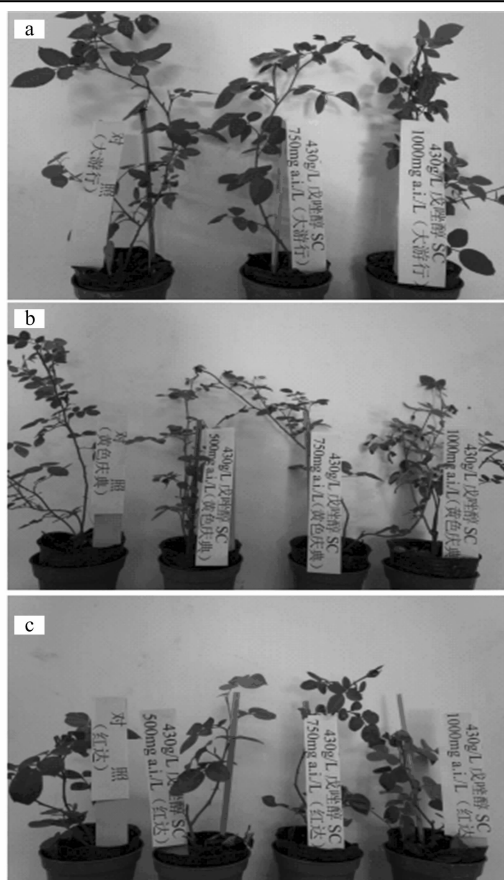 a
对 照
(大游行)
430g/L 戊唑醇 SC
750mg a.i/L (大游行)
430g/L 戊唑醇 SC
1000mg a.i/L (大游行)
b
对 照
(黄色庆典)
430g/L 戊唑醇 SC
500mg a.i/L(黄色庆典)
430g/L 戊唑醇 SC
750mg a.i/L(黄色庆典)
430g/L 戊唑醇 SC
1000mg a.i/L(黄色庆典)
c
对 照
(红达)
430g/L 戊唑醇 SC
500mg a.i/L (红达)
430g/L 戊唑醇 SC
750mg a.i/L (红达)
430g/L 戊唑醇 SC
1000mg a.i/L (红达